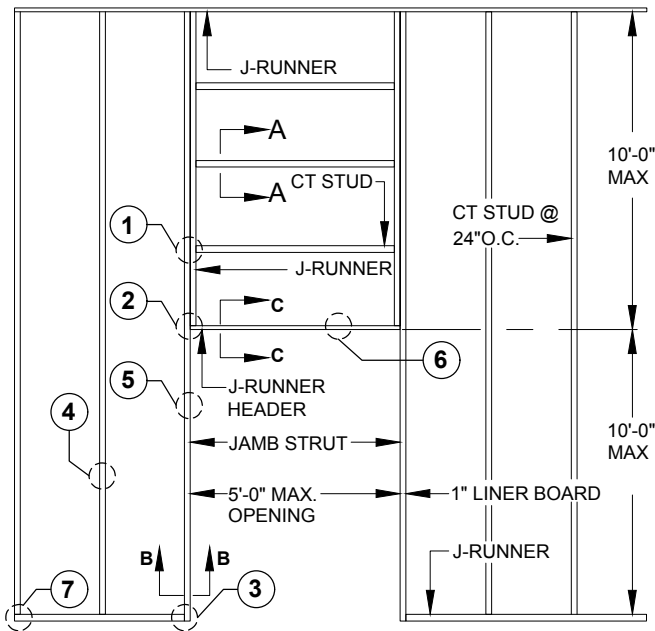 J-RUNNER
A
10'-0"
MAX
A
CT STUD
CT STUD @
24"O.C.
1
J-RUNNER
2
C
6
C
J-RUNNER
HEADER
5
10'-0"
MAX
4
JAMB STRUT
5'-0" MAX.
OPENING
1" LINER BOARD
B
B
J-RUNNER
7
3